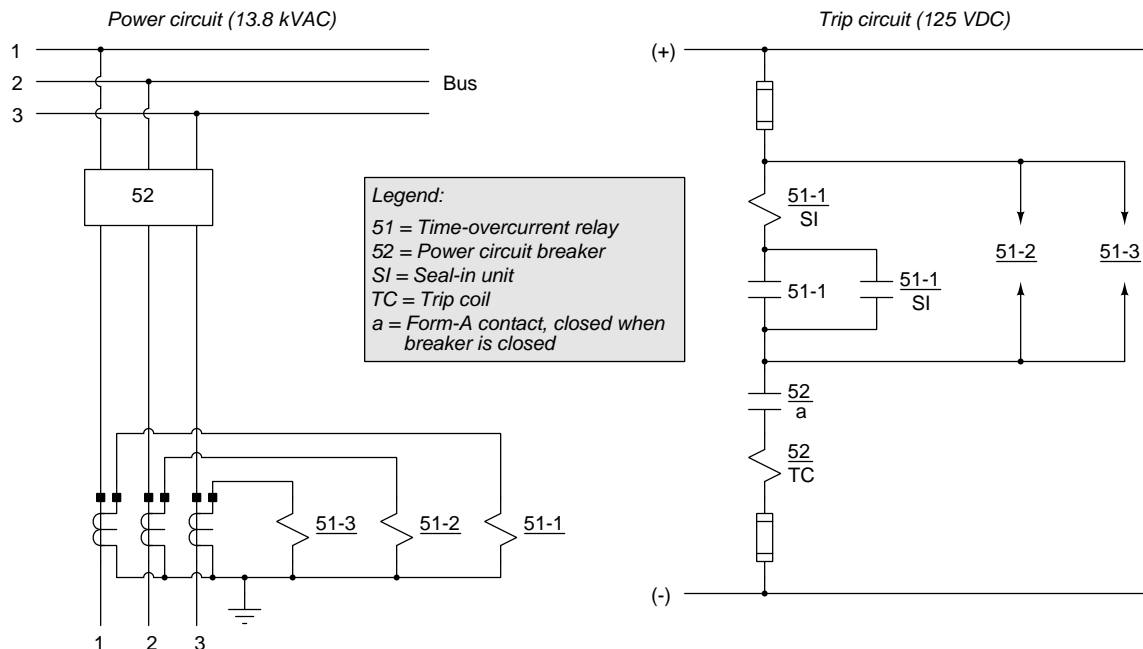 Power circuit (13.8 kVAC)
1
2
Bus
3
52
Legend:
51 = Time-overcurrent relay
52 = Power circuit breaker
SI = Seal-in unit
TC = Trip coil
a = Form-A contact, closed when
breaker is closed
51-3
51-2
51-1
1
2
3
Trip circuit (125 VDC)
(+)
51-1
SI
51-1
51-1
SI
51-2
51-3
52
a
52
TC
(-)